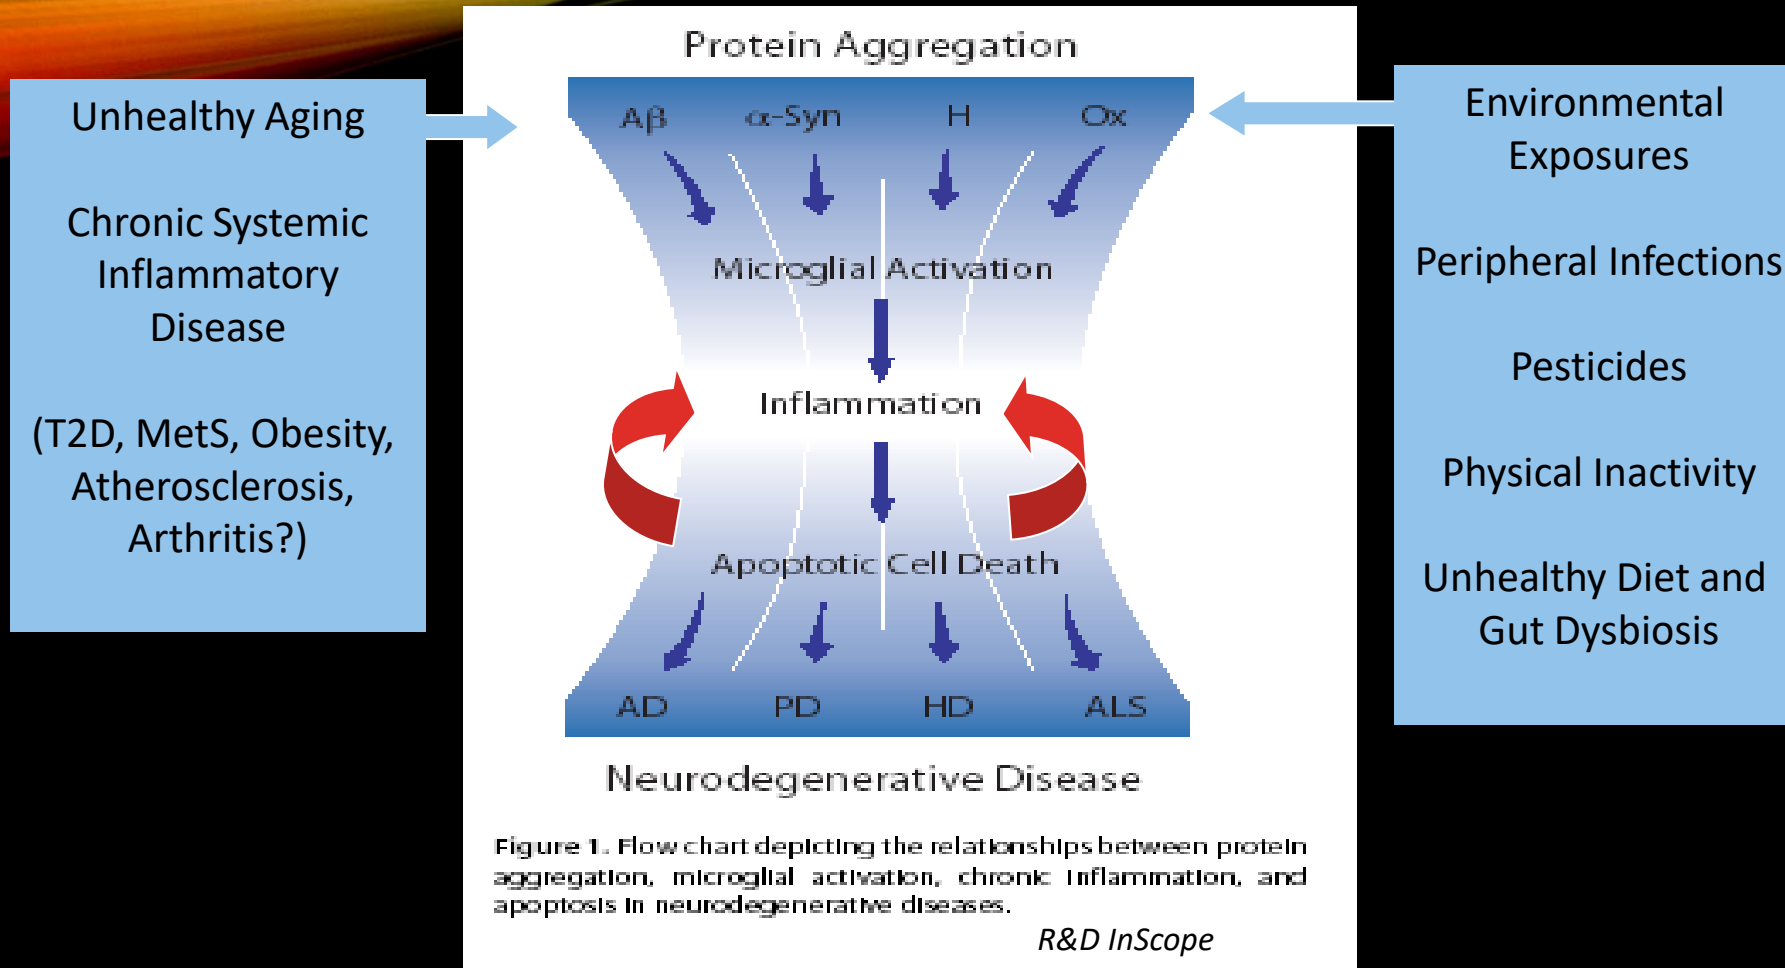 Protein Aggregation
Unhealthy Aging
Chronic Systemic
Inflammatory
Disease
(T2D, MetS, Obesity,
Atherosclerosis,
Arthritis?)
Aβ α-Syn H Ox
Microglial Activation
Inflammation
Apoptotic Cell Death
AD PD HD ALS
Neurodegenerative Disease
Figure 1. Flow chart depicting the relationships between protein
aggregation, microglial activation, chronic inflammation, and
apoptosis in neurodegenerative diseases.
R&D InScope
Environmental
Exposures
Peripheral Infections
Pesticides
Physical Inactivity
Unhealthy Diet and
Gut Dysbiosis